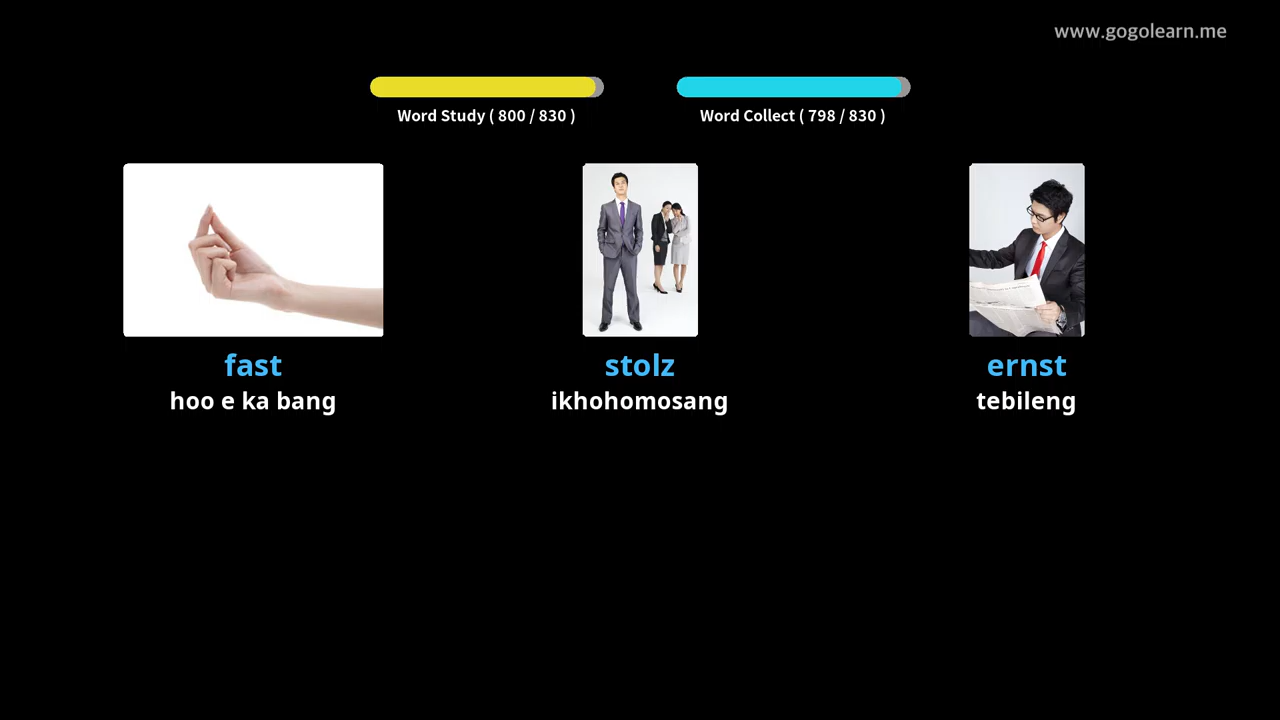 www.gogolearn.me
Word Study ( 800 / 830 )
Word Collect ( 798 / 830 )
fast
hoo e ka bang
stolz
ikhohomosang
ernst
tebileng